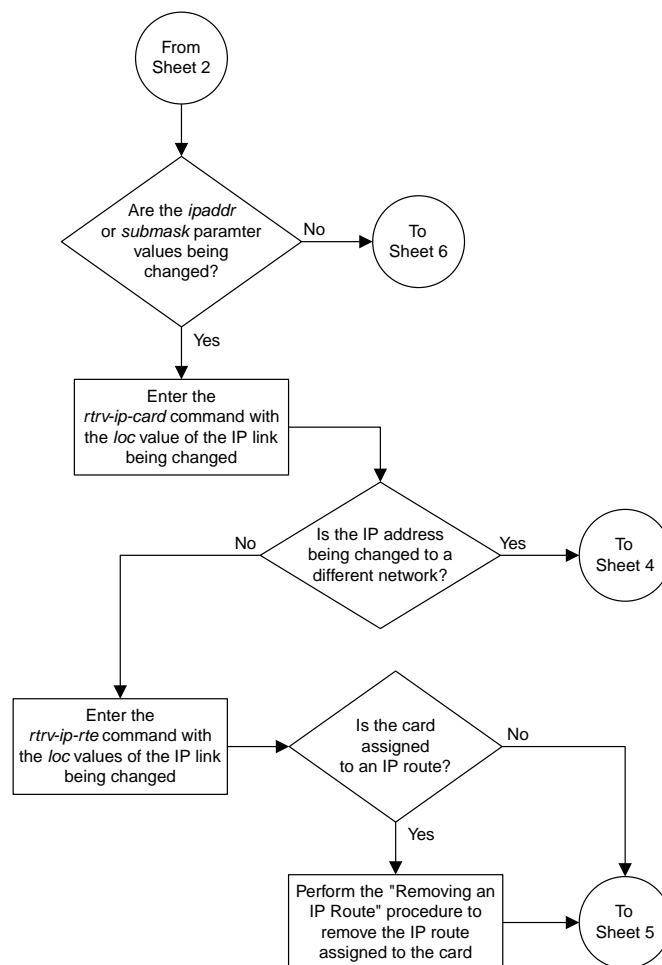 From
Sheet 2
Are the ipaddr
or submask paramter
values being
changed?
No
To
Sheet 6
Yes
Enter the
rtrv-ip-card command with
the loc value of the IP link
being changed
Is the IP address
being changed to a
different network?
No
Yes
To
Sheet 4
Enter the
rtrv-ip-rte command with
the loc values of the IP link
being changed
Is the card
assigned
to an IP route?
No
Yes
Perform the "Removing an
IP Route" procedure to
remove the IP route
assigned to the card
To
Sheet 5